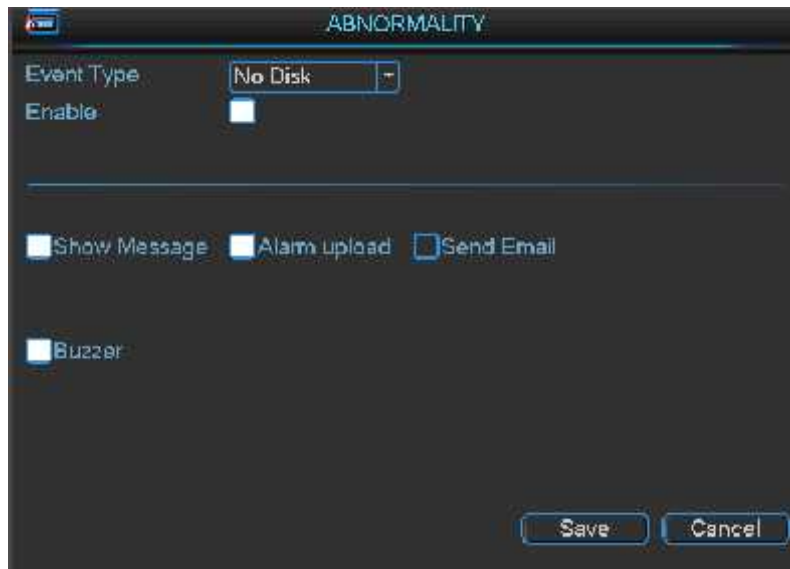 ABNORMALITY
Event Type No Disk
Enable
Show Message Alarm upload Send Email
Buzzer
Save Cancel